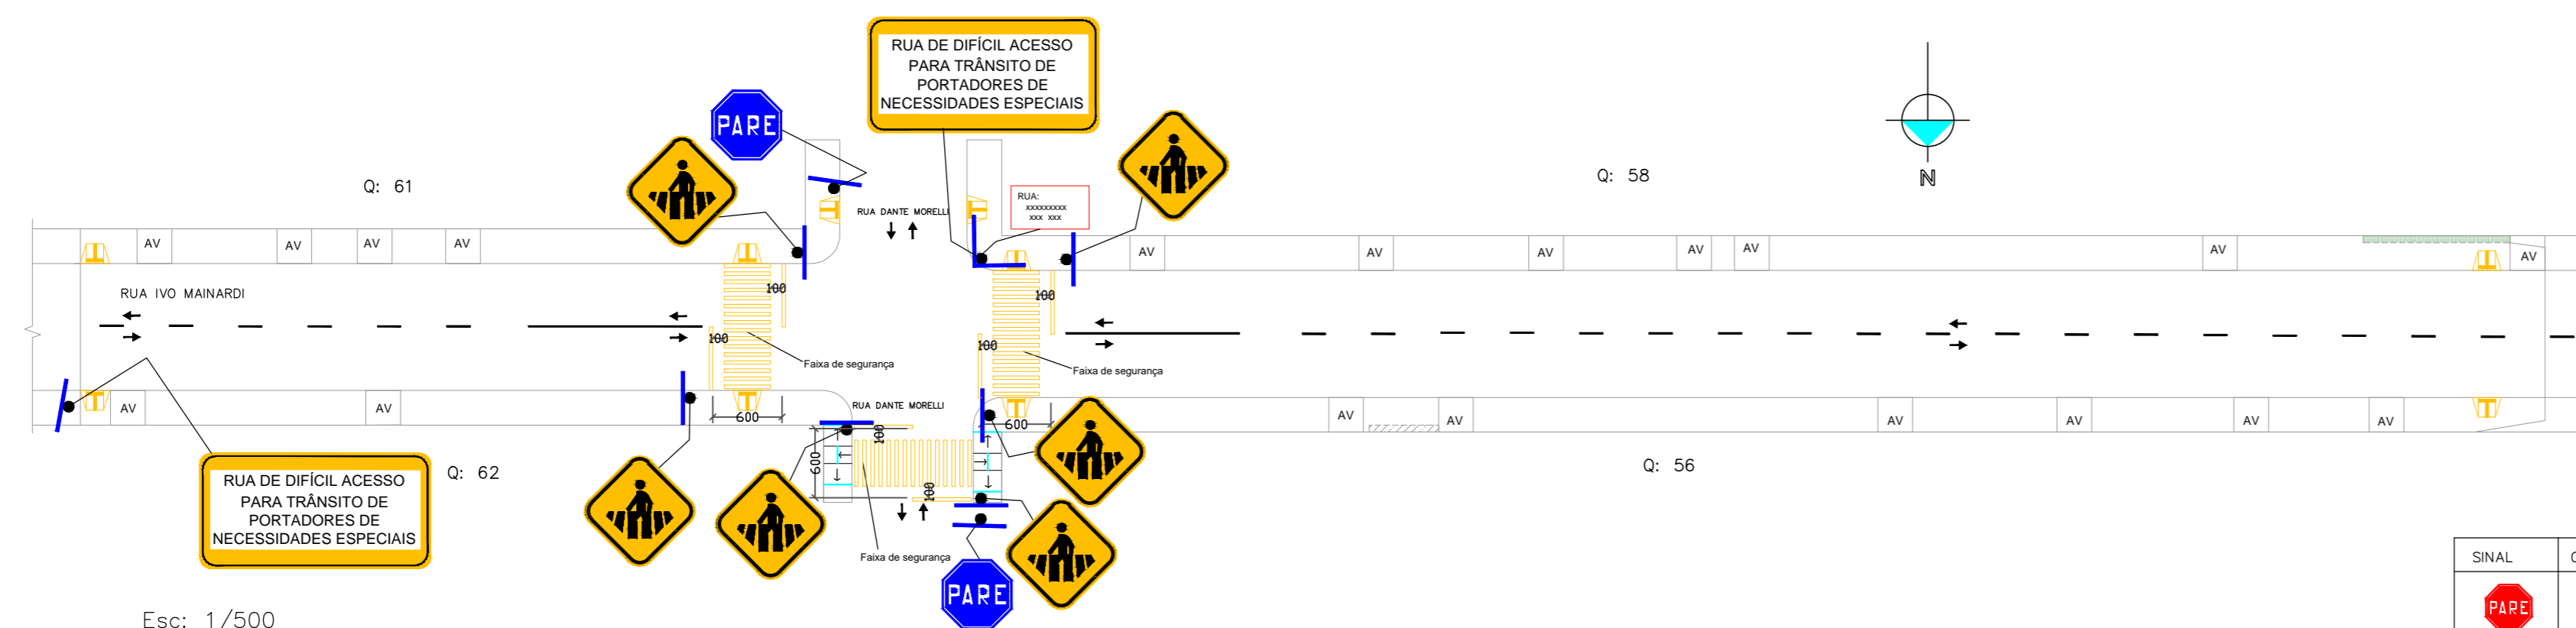 RUA DE DIFÍCIL ACESSO
PARA TRÂNSITO DE
PORTADORES DE
NECESSIDADES ESPECIAIS
PARE
Q: 61
Q: 58
N
RUA:
xxxxxxxxx
xxx xxx
RUA DANTE MORELLI
AV
AV
AV
AV
AV
AV
AV
AV
AV
AV
AV
RUA IVO MAINARDI
100
100
100
100
Faixa de segurança
Faixa de segurança
RUA DANTE MORELLI
AV
AV
AV
AV
AV
AV
AV
AV
600
600
100
600
100
Q: 62
Q: 56
RUA DE DIFÍCIL ACESSO
PARA TRÂNSITO DE
PORTADORES DE
NECESSIDADES ESPECIAIS
Faixa de segurança
PARE
SINAL
PARE
Esc: 1/500